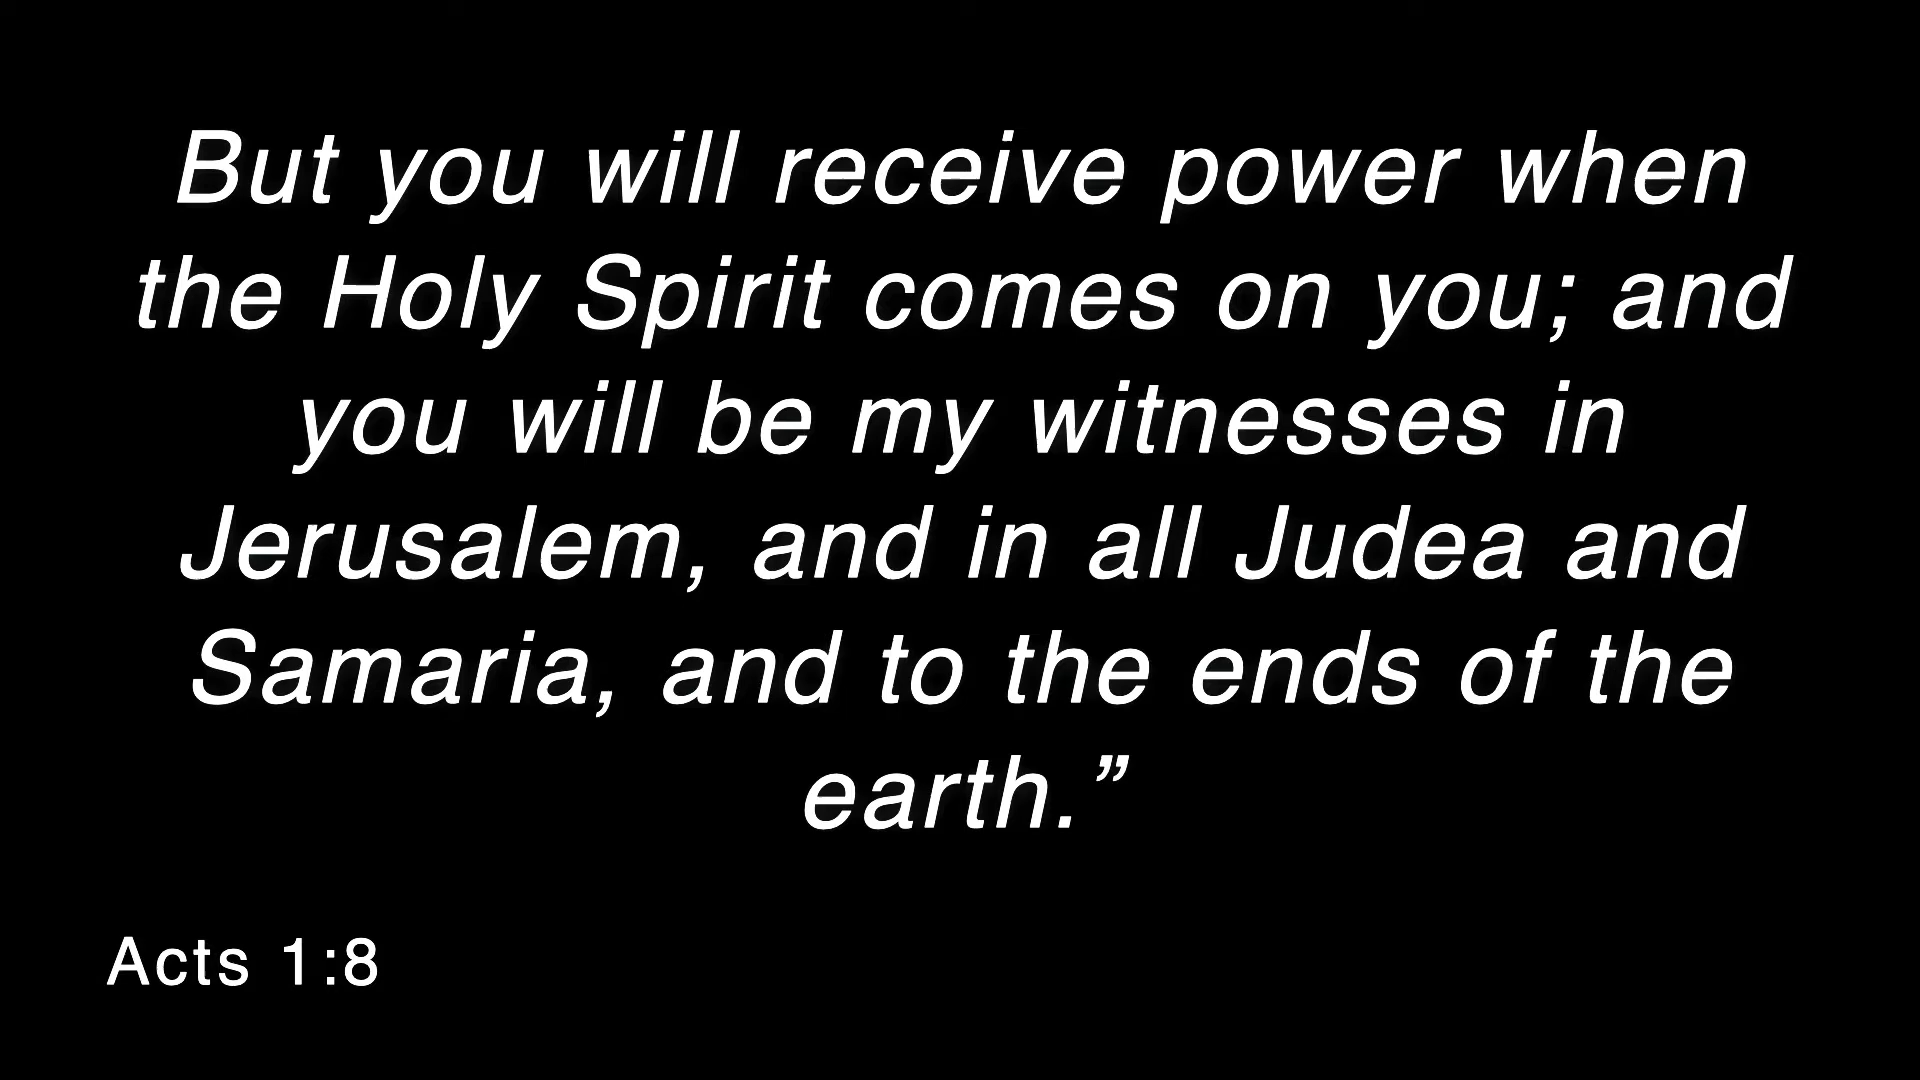 But you will receive power when
the Holy Spirit comes on you; and
you will be my witnesses in
Jerusalem, and in all Judea and
Samaria, and to the ends of the
earth.”
Acts 1:8